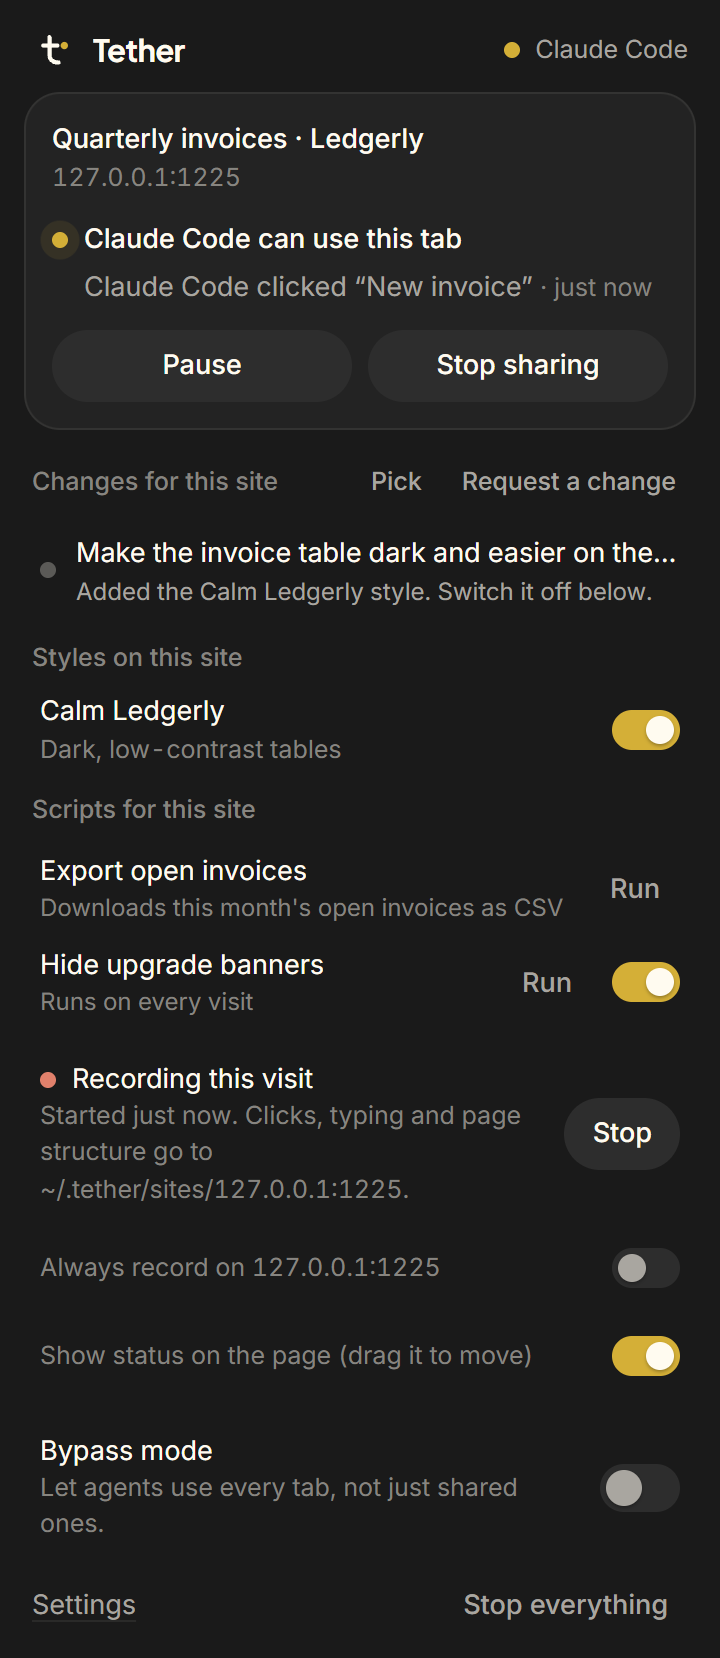 Tether
Claude Code
Quarterly invoices · Ledgerly
127.0.0.1:1225
Claude Code can use this tab
Claude Code clicked “New invoice” · just now
Pause
Stop sharing
Changes for this site
Pick
Request a change
Make the invoice table dark and easier on the…
Added the Calm Ledgerly style. Switch it off below.
Styles on this site
Calm Ledgerly
Dark, low-contrast tables
Scripts for this site
Export open invoices
Downloads this month's open invoices as CSV
Run
Hide upgrade banners
Runs on every visit
Run
Recording this visit
Started just now. Clicks, typing and page
structure go to
~/.tether/sites/127.0.0.1:1225.
Stop
Always record on 127.0.0.1:1225
Show status on the page (drag it to move)
Bypass mode
Let agents use every tab, not just shared
ones.
Settings
Stop everything